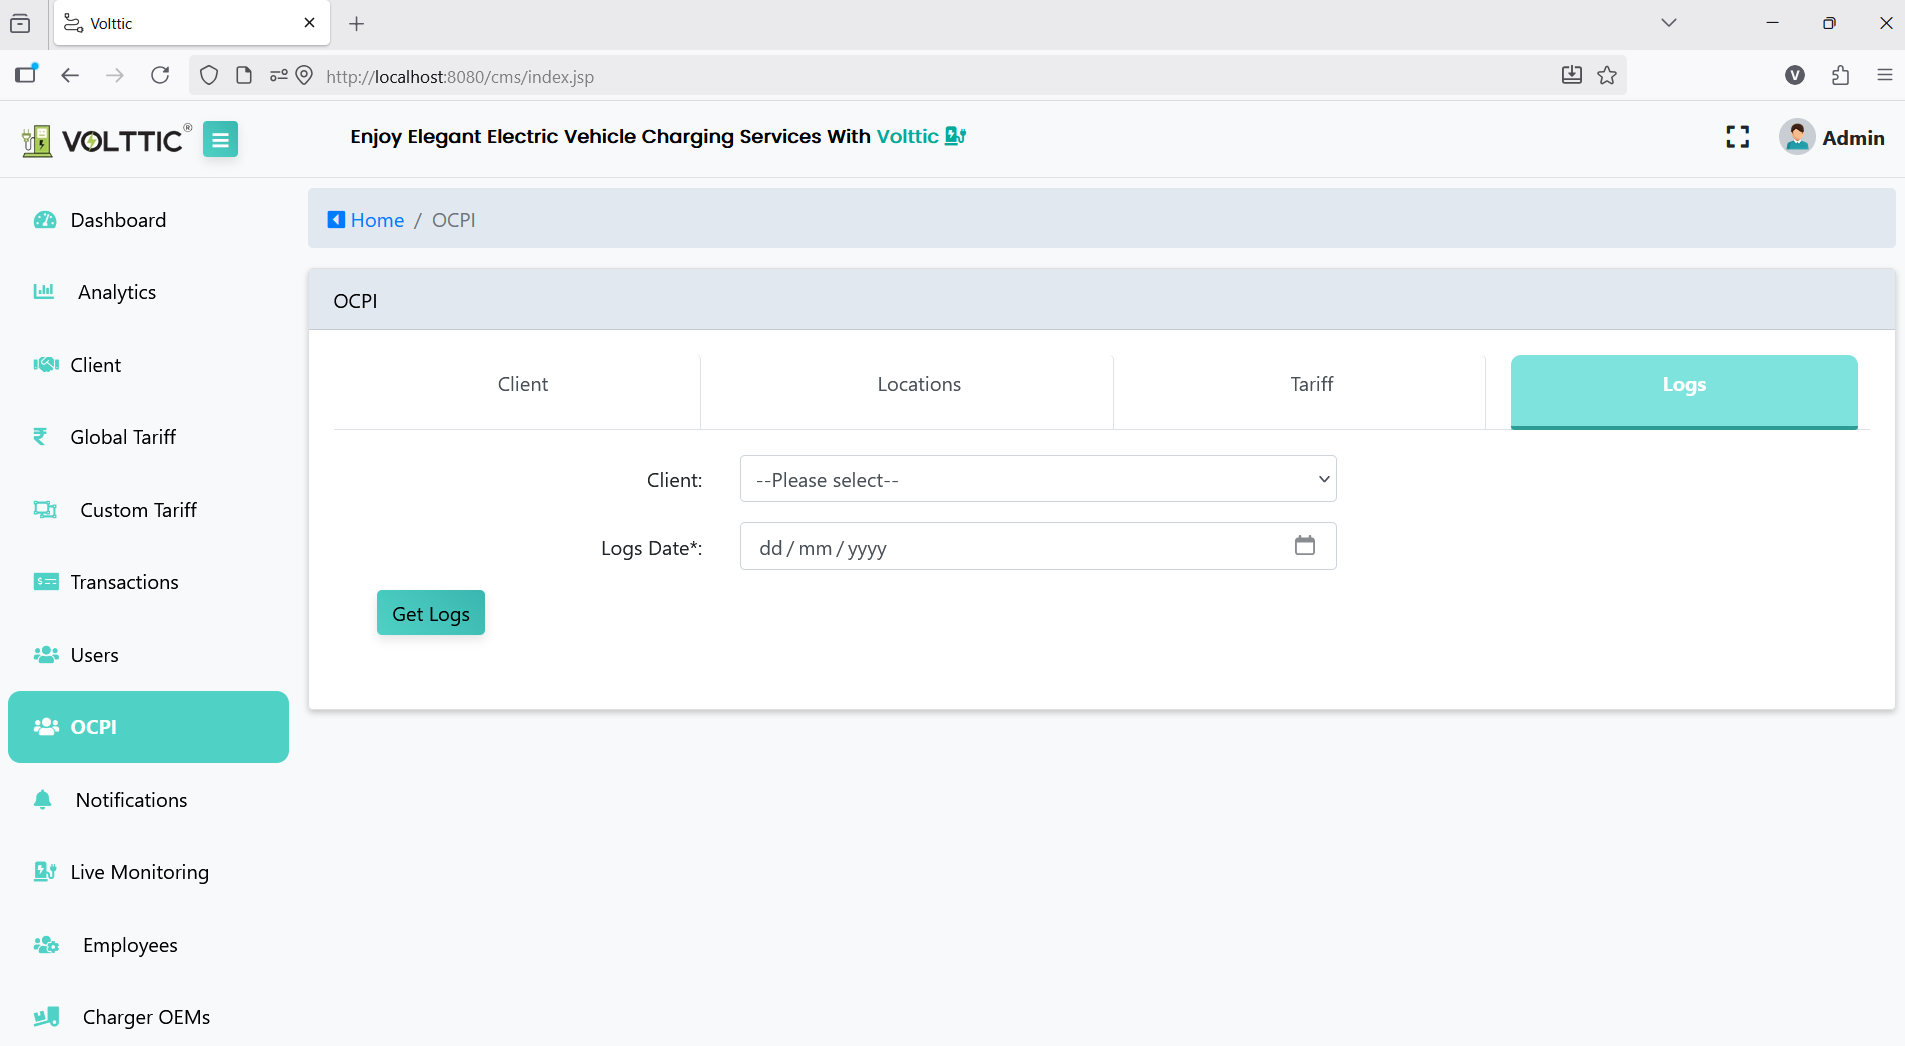 Volttic
http://localhost:8080/cms/index.jsp
V
VOLTTIC®
Enjoy Elegant Electric Vehicle Charging Services With Volttic
Admin
Dashboard
Analytics
Client
Global Tariff
Custom Tariff
Transactions
Users
OCPI
Notifications
Live Monitoring
Employees
Charger OEMs
Home / OCPI
OCPI
Client
Locations
Tariff
Logs
Client:
--Please select--
Logs Date*:
dd/mm/yyyy
Get Logs